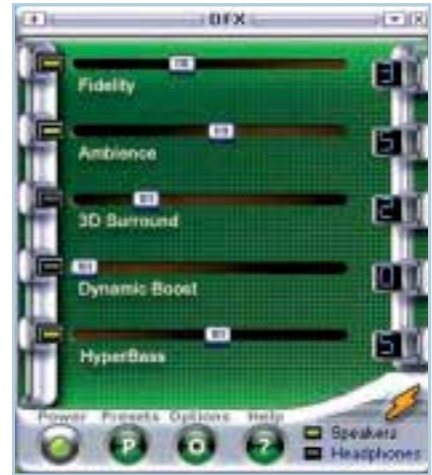 DFX
Fidelity 3
Ambience 5
3D Surround 2
Dynamic Boost 0
HyperBass 5
Power Presets Options Help
P O ?
Speakers
Headphones